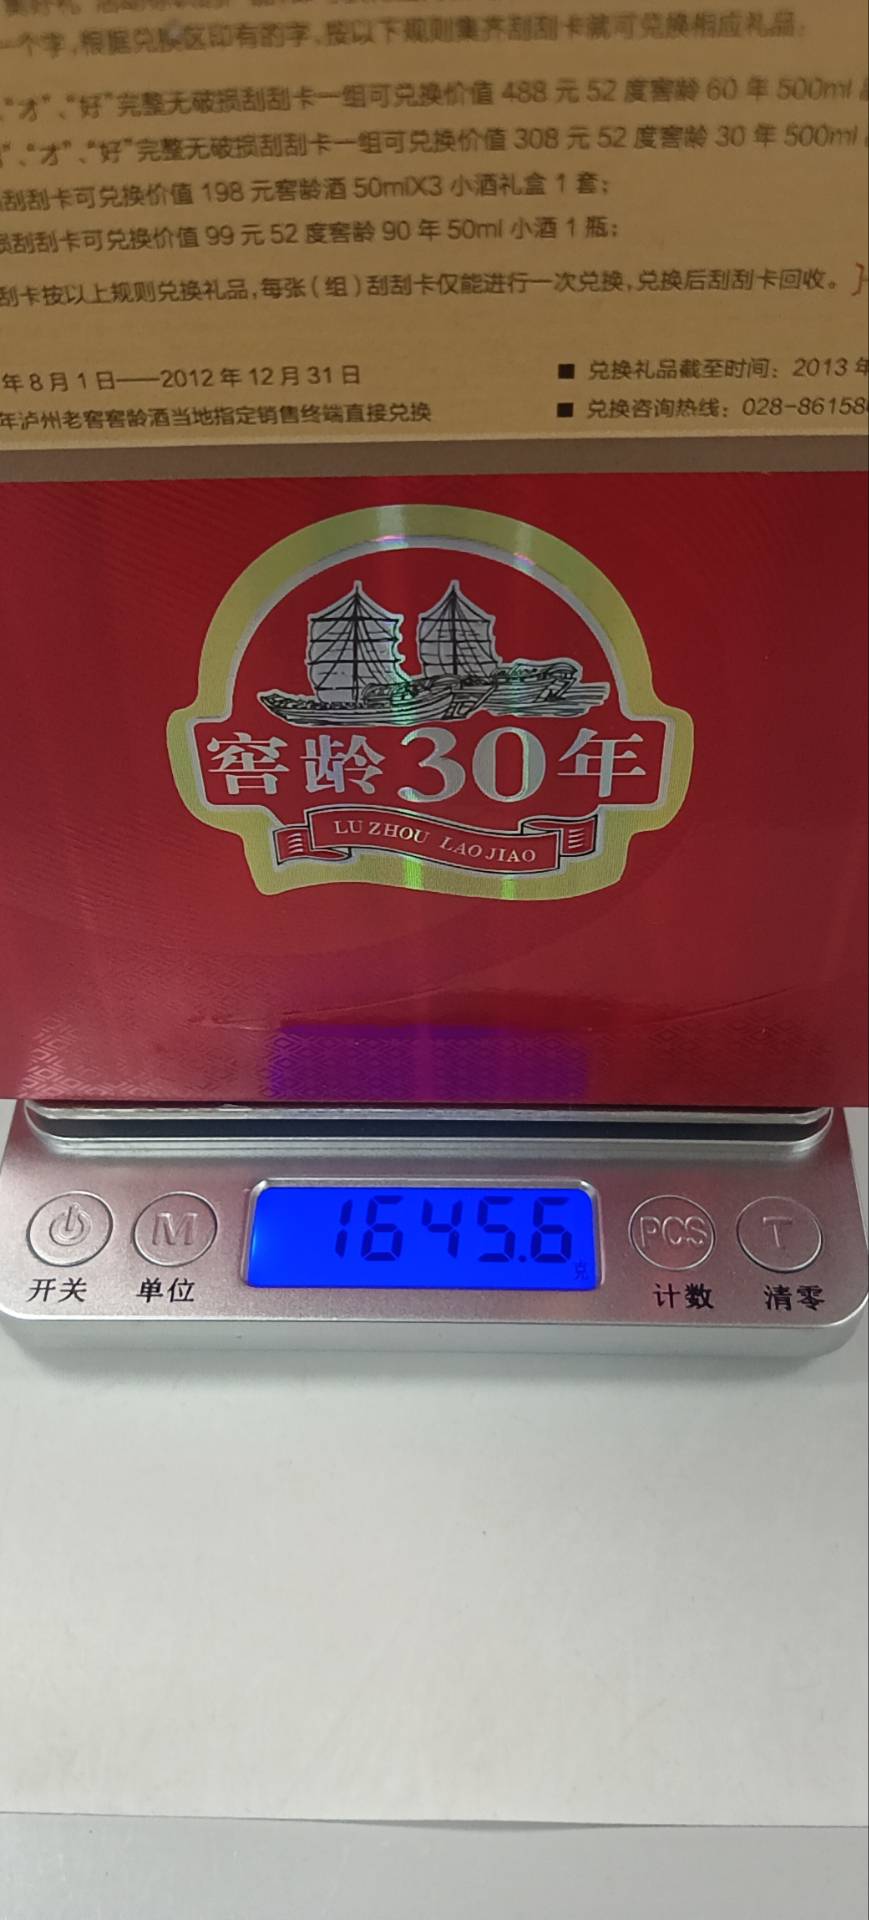 一个字,根据兑换区印有的字,按以下规则集齐刮刮卡就可兑换相应礼品:
、“才”、“好”完整无破损刮刮卡一组可兑换价值 488 元 52 度窖龄 60 年 500ml
”、“才”、“好”完整无破损刮刮卡一组可兑换价值 308 元 52 度窖龄 30 年 500ml
刮刮卡可兑换价值 198 元窖龄酒 50mlX3 小酒礼盒 1 套;
损刮刮卡可兑换价值 99 元 52 度窖龄 90 年 50ml 小酒 1 瓶;
刮卡按以上规则兑换礼品,每张(组)刮刮卡仅能进行一次兑换,兑换后刮刮卡回收。
年 8 月 1 日——2012 年 12 月 31 日
■ 兑换礼品截至时间:2013 年
年泸州老窖窖龄酒当地指定销售终端直接兑换
■ 兑换咨询热线:028-86158
窖龄30年
LU ZHOU LAO JIAO
1645.6
克
M
PCS
T
开关
单位
计数
清零